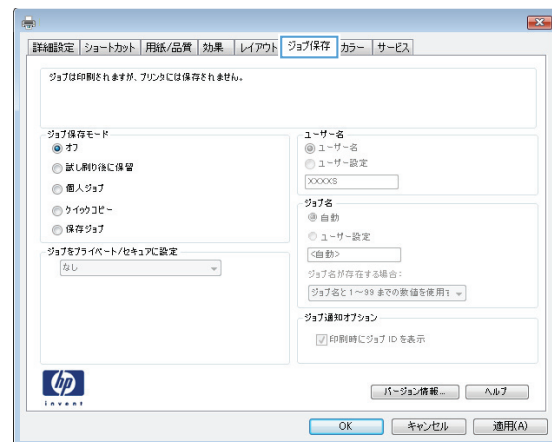 詳細設定 ショートカット 用紙/品質 効果 レイアウト ジョブ保存 カラー サービス
ジョブは印刷されますが、プリンタには保存されません。
ジョブ保存モード
オフ
試し刷り後に保留
個人ジョブ
クイックコピー
保存ジョブ
ジョブをプライベート/セキュアに設定
なし
ユーザー名
ユーザー名
ユーザー設定
XXXXS
ジョブ名
自動
ユーザー設定
<自動>
ジョブ名が存在する場合:
ジョブ名と1～99 までの数値を使用
ジョブ通知オプション
印刷時にジョブ ID を表示
hp
invent
バージョン情報... ヘルプ
OK キャンセル 適用(A)